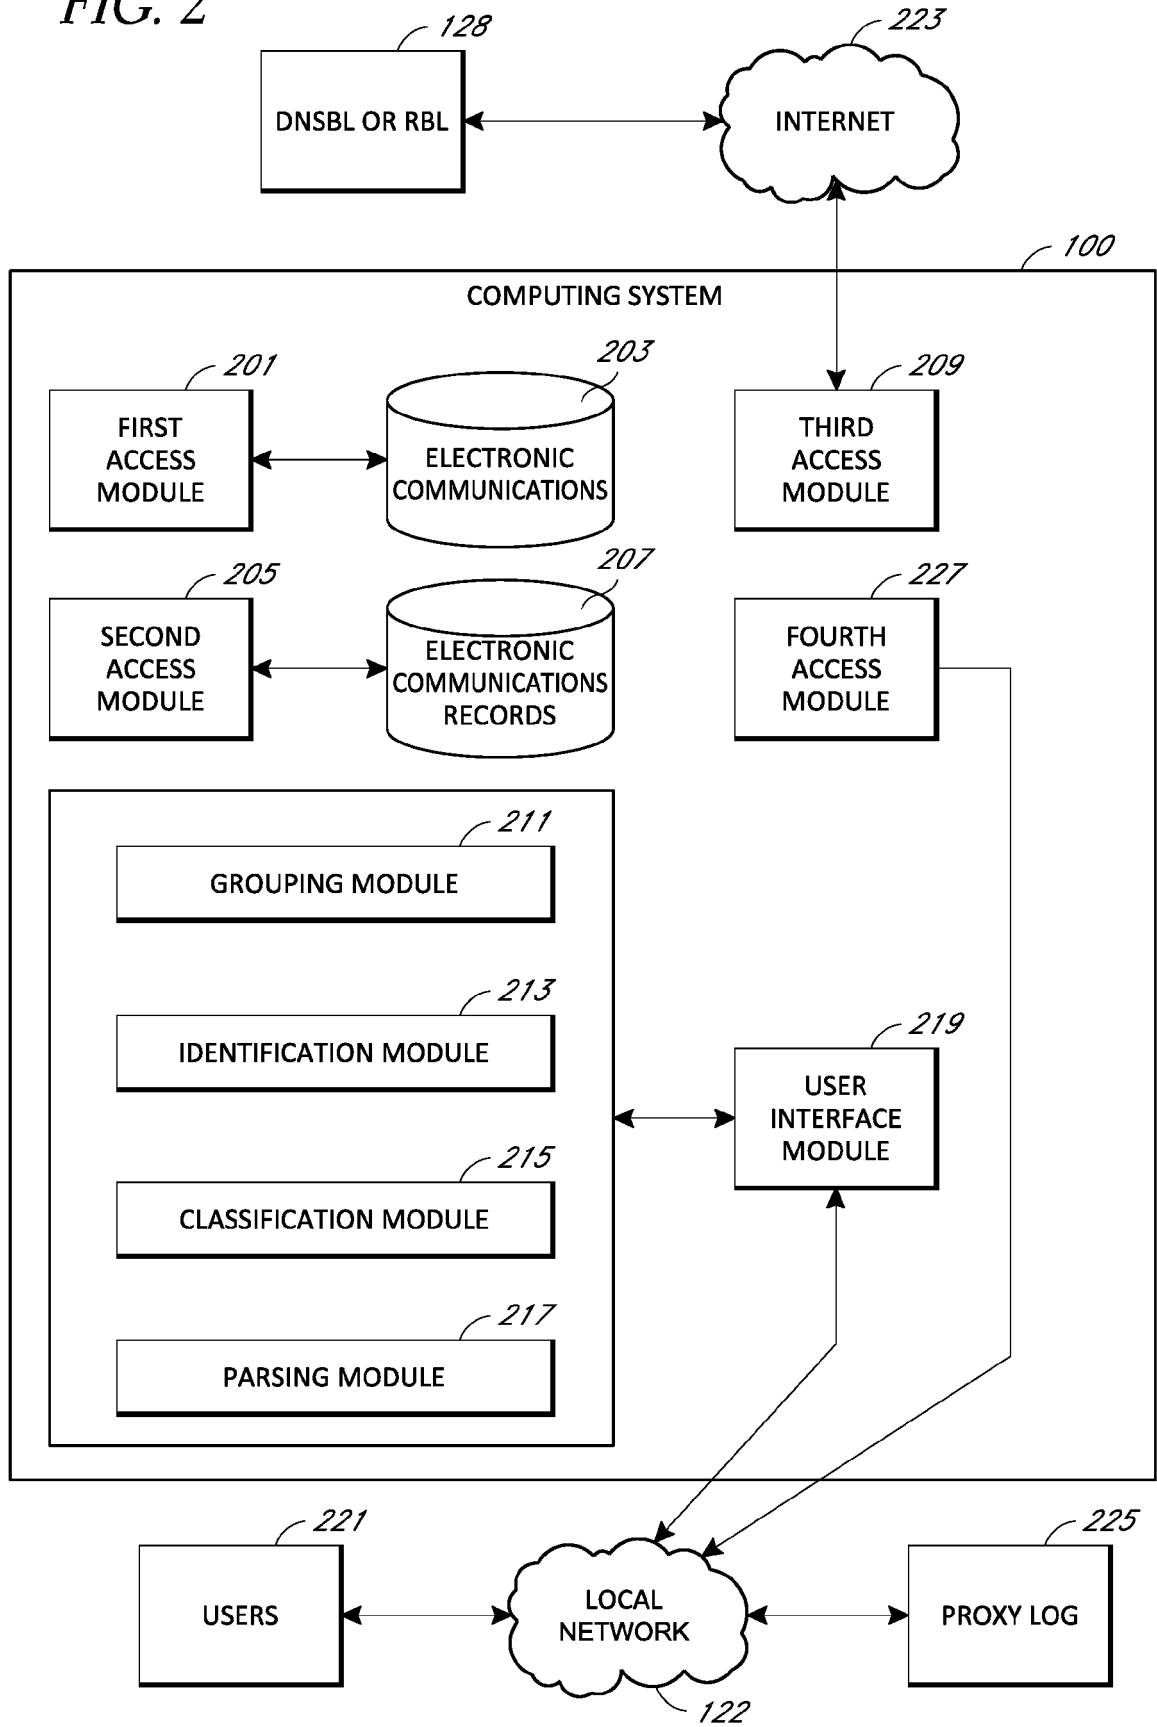 FIG. 2
128
223
DNSBL OR RBL
INTERNET
100
COMPUTING SYSTEM
201
203
209
FIRST
ACCESS
MODULE
ELECTRONIC
COMMUNICATIONS
THIRD
ACCESS
MODULE
205
207
227
SECOND
ACCESS
MODULE
ELECTRONIC
COMMUNICATIONS
RECORDS
FOURTH
ACCESS
MODULE
211
GROUPING MODULE
213
IDENTIFICATION MODULE
219
USER
INTERFACE
MODULE
215
CLASSIFICATION MODULE
217
PARSING MODULE
221
225
USERS
LOCAL
NETWORK
PROXY LOG
122